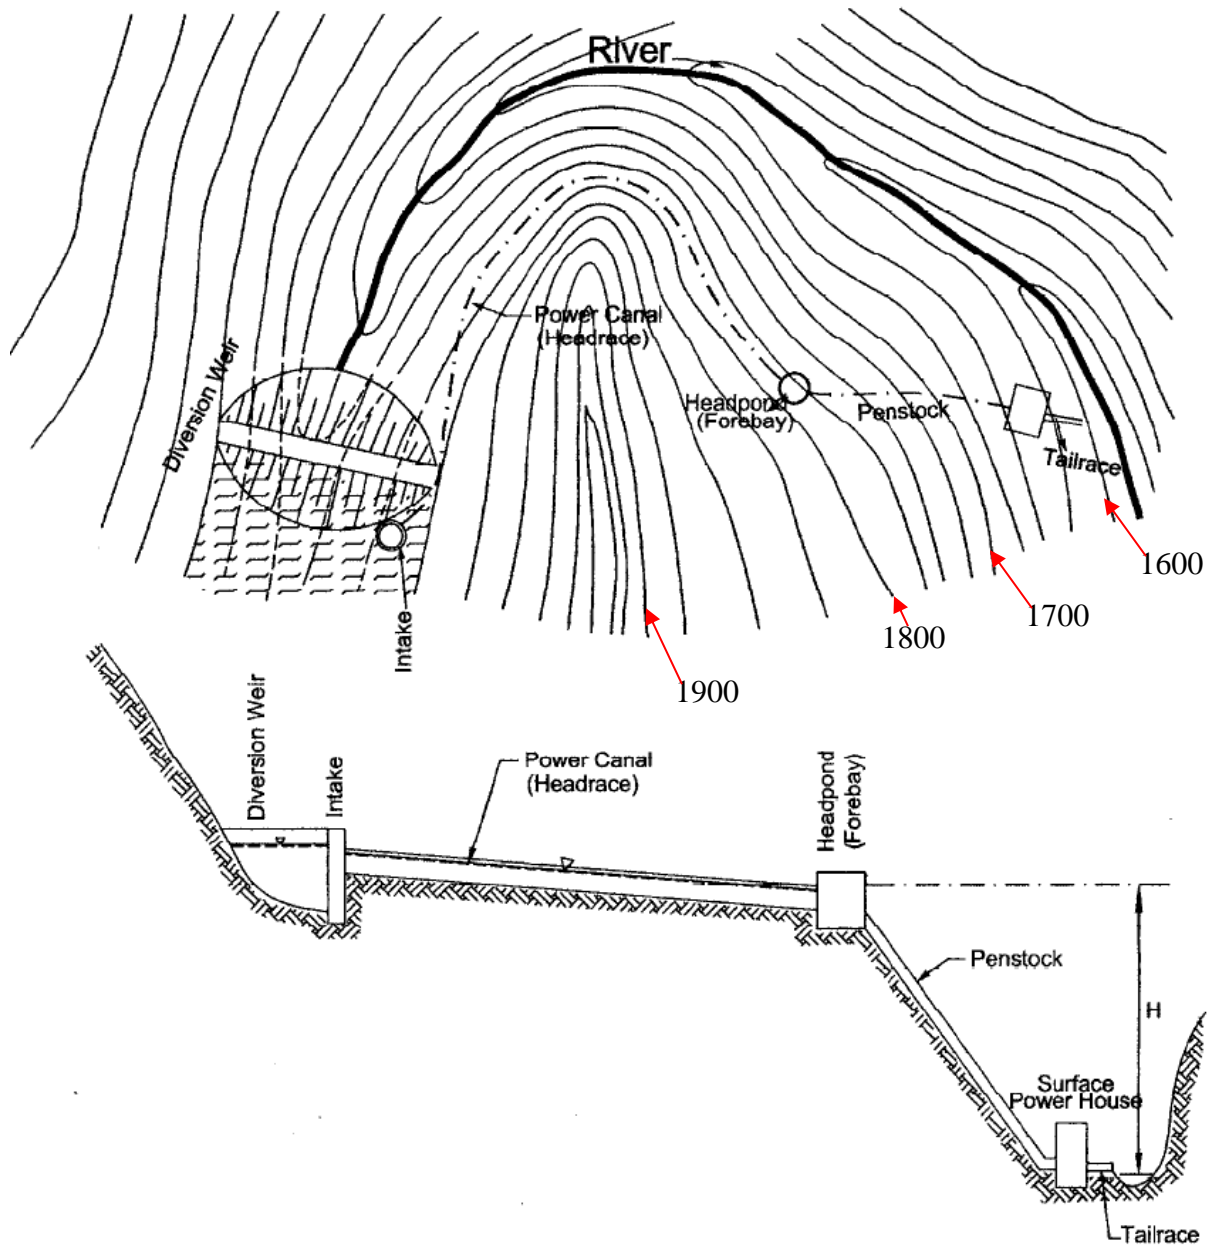 River
Diversion Weir
Power Canal
(Headrace)
Headpond
(Forebay)
Penstock
Tailrace
Intake
1600
1700
1800
1900
Diversion Weir
Intake
Power Canal
(Headrace)
Headpond
(Forebay)
Penstock
H
Surface
Power House
Tailrace